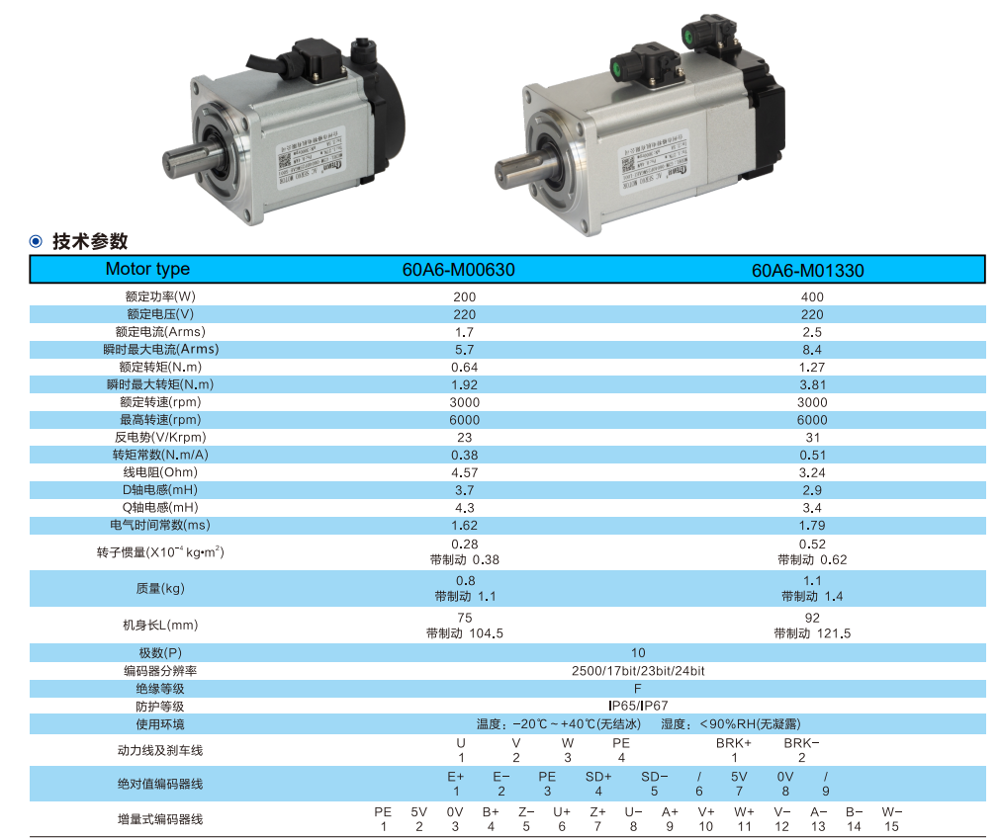 技术参数
Motor type 60A6-M00630 60A6-M01330
额定功率(W) 200 400
额定电压(V) 220 220
额定电流(Arms) 1.7 2.5
瞬时最大电流(Arms) 5.7 8.4
额定转矩(N.m) 0.64 1.27
瞬时最大转矩(N.m) 1.92 3.81
额定转速(rpm) 3000 3000
最高转速(rpm) 6000 6000
反电势(V/Krpm) 23 31
转矩常数(N.m/A) 0.38 0.51
线电阻(Ohm) 4.57 3.24
D轴电感(mH) 3.7 2.9
Q轴电感(mH) 4.3 3.4
电气时间常数(ms) 1.62 1.79
转子惯量(X10⁻⁴ kg•m²) 0.28 0.52
带制动 0.38 带制动 0.62
质量(kg) 0.8 1.1
带制动 1.1 带制动 1.4
机身长L(mm) 75 92
带制动 104.5 带制动 121.5
极数(P) 10
编码器分辨率 2500/17bit/23bit/24bit
绝缘等级 F
防护等级 IP65/IP67
使用环境 温度：-20℃~+40℃(无结冰) 湿度：<90%RH(无凝露)
动力线及刹车线 U V W PE BRK+ BRK-
1 2 3 4 1 2
绝对值编码器线 E+ E- PE SD+ SD- / 5V 0V /
1 2 3 4 5 6 7 8 9
增量式编码器线 PE 5V 0V B+ Z- U+ Z+ U- A+ V+ W+ V- A- B- W-
1 2 3 4 5 6 7 8 9 10 11 12 13 14 15